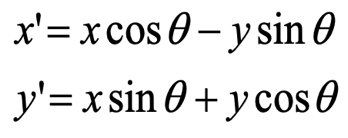 x'= x cos θ − y sin θ
y'= x sin θ + y cos θ